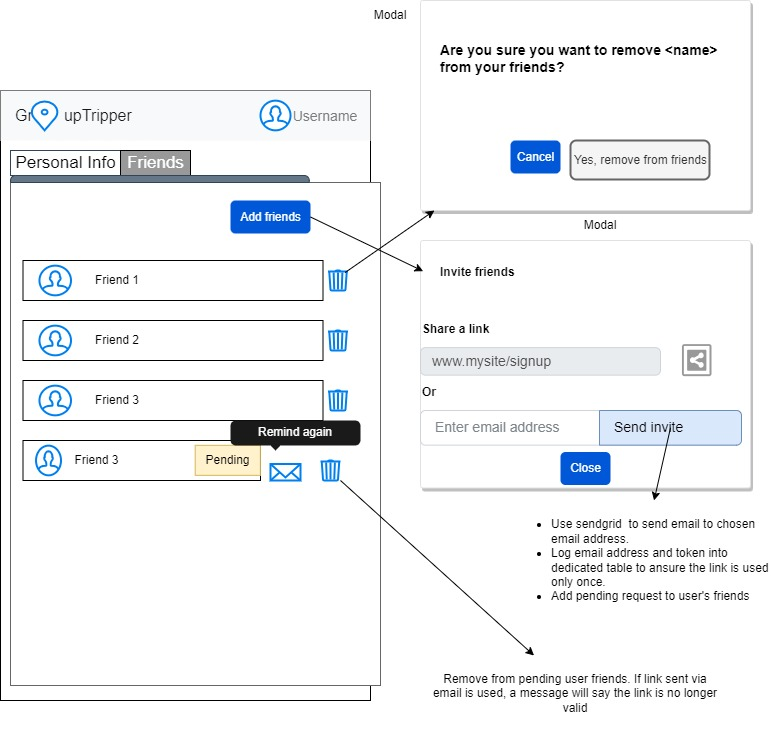 Modal
Are you sure you want to remove <name>
from your friends?
Cancel
Yes, remove from friends
GrupTripper
Username
Personal Info
Friends
Add friends
Friend 1
Friend 2
Friend 3
Remind again
Friend 3
Pending
Modal
Invite friends
Share a link
www.mysite/signup
Or
Enter email address
Send invite
Close
• Use sendgrid to send email to chosen
email address.
• Log email address and token into
dedicated table to ansure the link is used
only once.
• Add pending request to user's friends
Remove from pending user friends. If link sent via
email is used, a message will say the link is no longer
valid